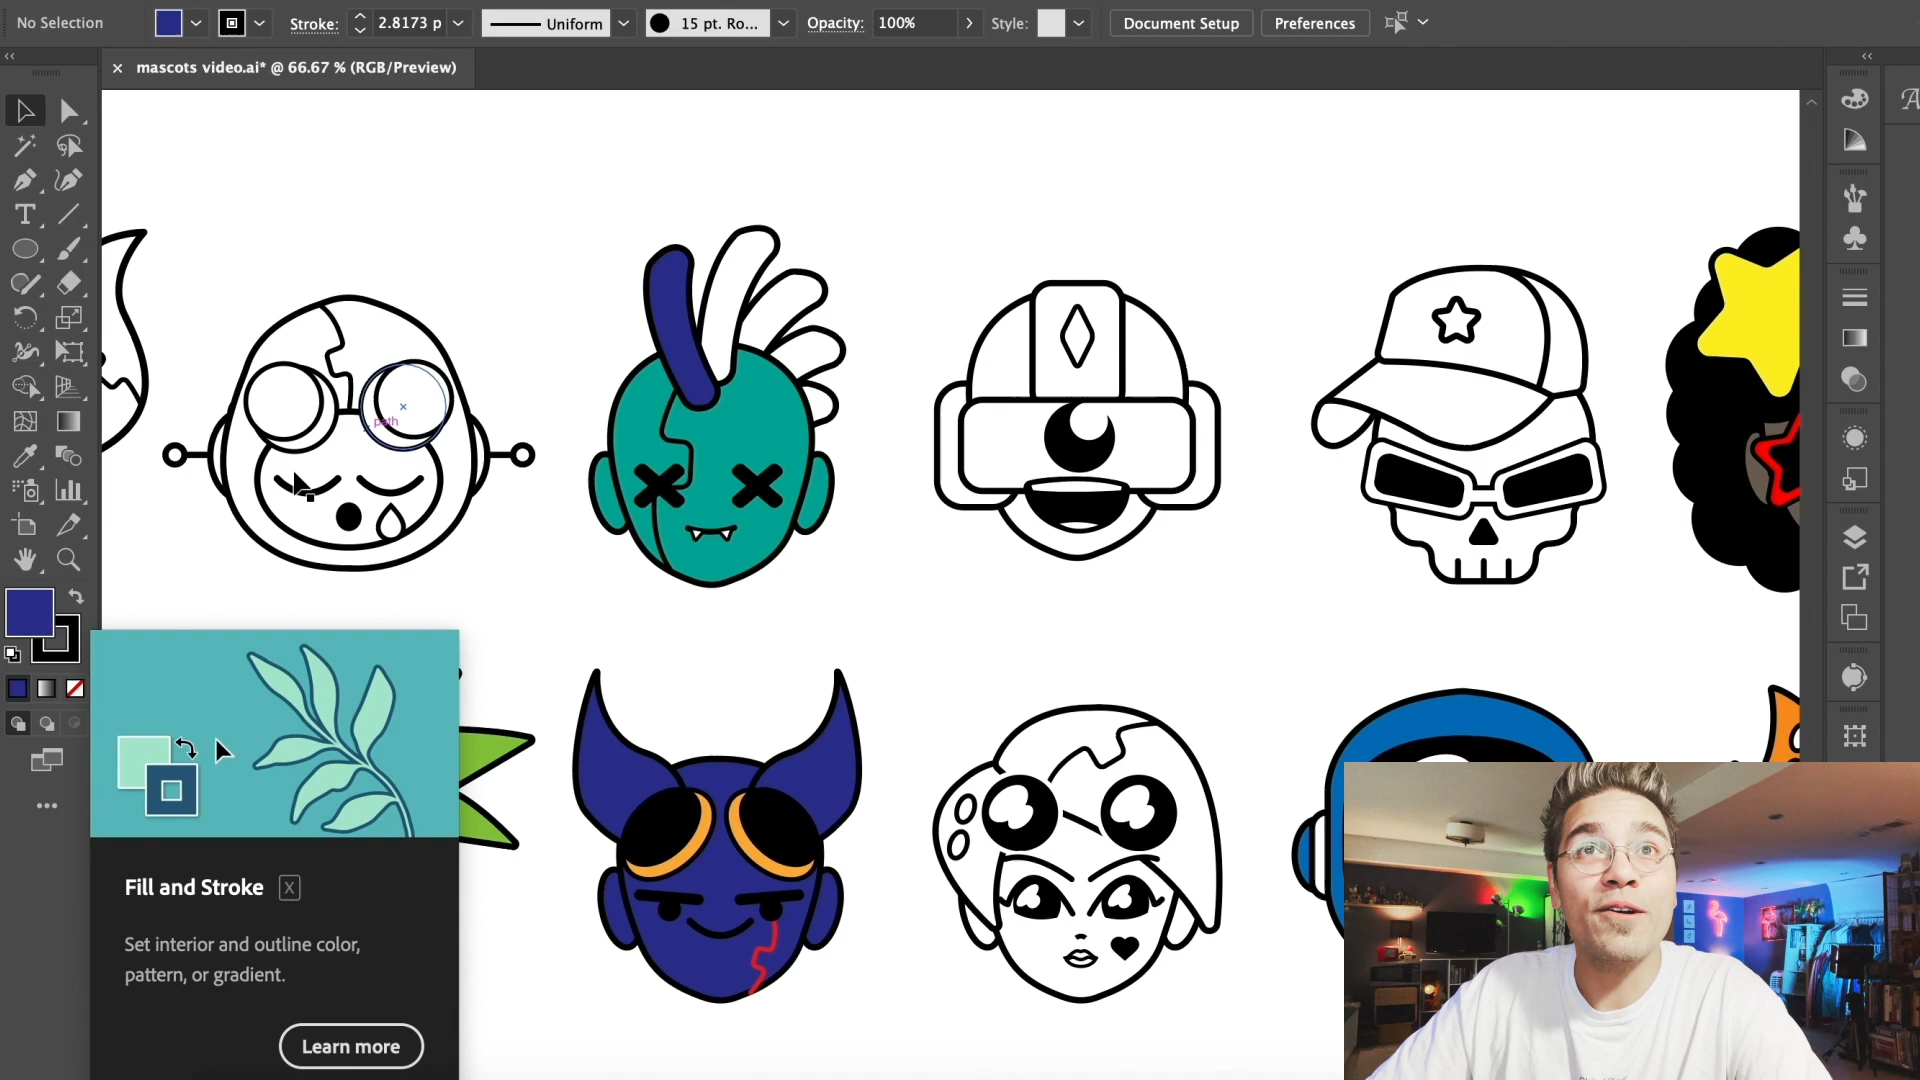 No Selection
Stroke:
2.8173 p
Uniform
15 pt. Ro...
Opacity:
100%
Style:
Document Setup
Preferences
mascots video.ai* @ 66.67 % (RGB/Preview)
path
Fill and Stroke
X
Set interior and outline color,
pattern, or gradient.
Learn more